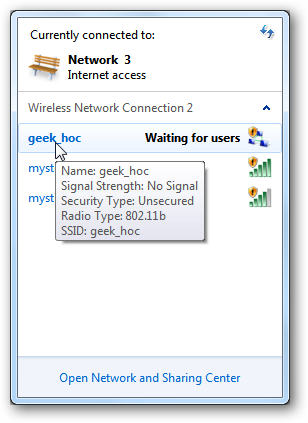 Currently connected to:
Network 3
Internet access
Wireless Network Connection 2
geek_hoc Waiting for users
Name: geek_hoc
Signal Strength: No Signal
Security Type: Unsecured
Radio Type: 802.11b
SSID: geek_hoc
myst
myst
Open Network and Sharing Center